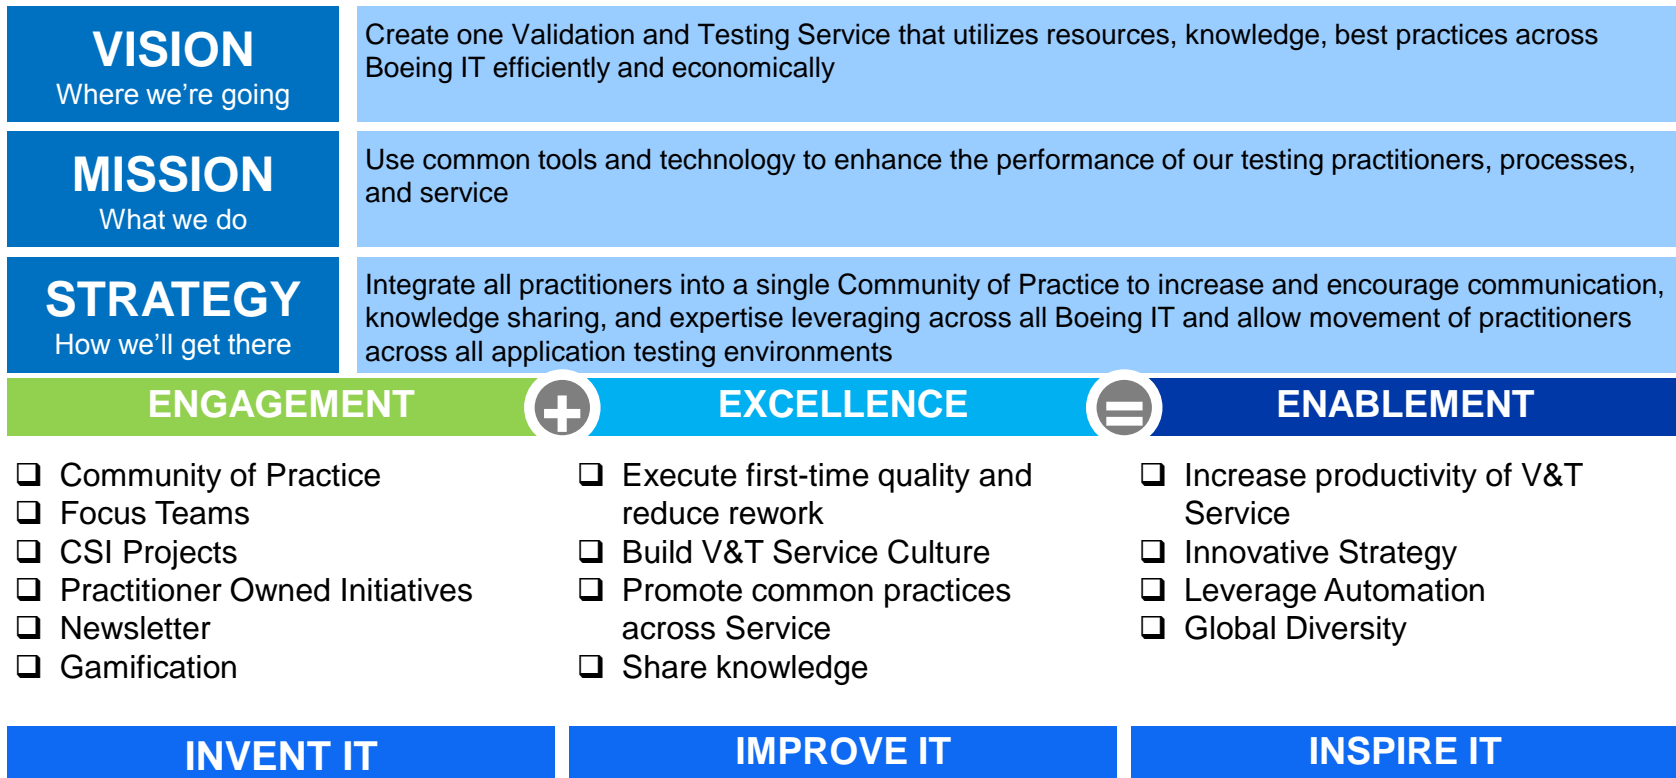 VISION
Where we're going
Create one Validation and Testing Service that utilizes resources, knowledge, best practices across
Boeing IT efficiently and economically
MISSION
What we do
Use common tools and technology to enhance the performance of our testing practitioners, processes,
and service
STRATEGY
How we'll get there
Integrate all practitioners into a single Community of Practice to increase and encourage communication,
knowledge sharing, and expertise leveraging across all Boeing IT and allow movement of practitioners
across all application testing environments
ENGAGEMENT + EXCELLENCE = ENABLEMENT
❑ Community of Practice
❑ Focus Teams
❑ CSI Projects
❑ Practitioner Owned Initiatives
❑ Newsletter
❑ Gamification
❑ Execute first-time quality and
reduce rework
❑ Build V&T Service Culture
❑ Promote common practices
across Service
❑ Share knowledge
❑ Increase productivity of V&T
Service
❑ Innovative Strategy
❑ Leverage Automation
❑ Global Diversity
INVENT IT
IMPROVE IT
INSPIRE IT